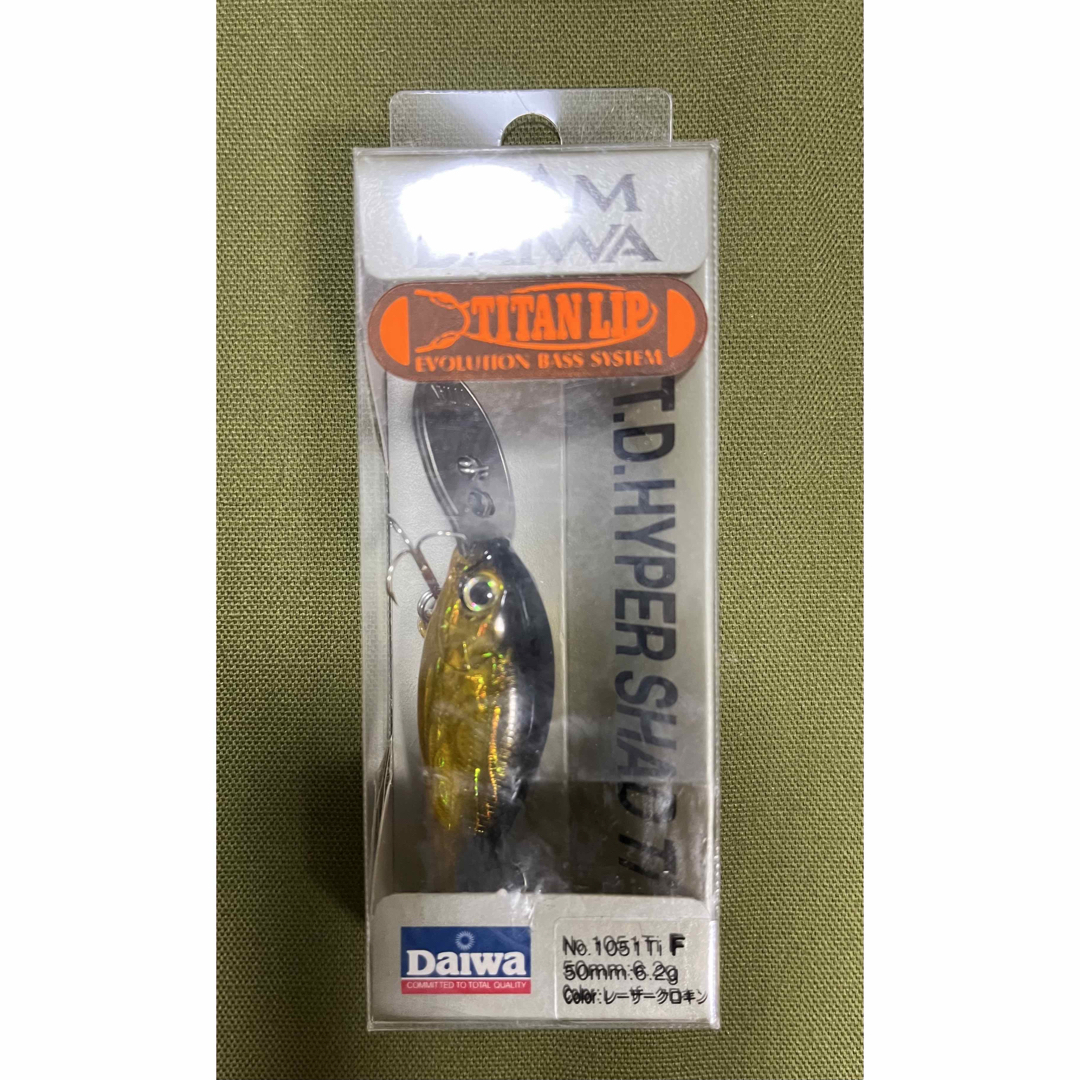 DAIWA
TITAN LIP
EVOLUTION BASS SYSTEM
T.D.HYPER SHAD Ti
Daiwa
COMMITTED TO TOTAL QUALITY
No.1051Ti F
50mm:6.2g
Color:レーザークロキン